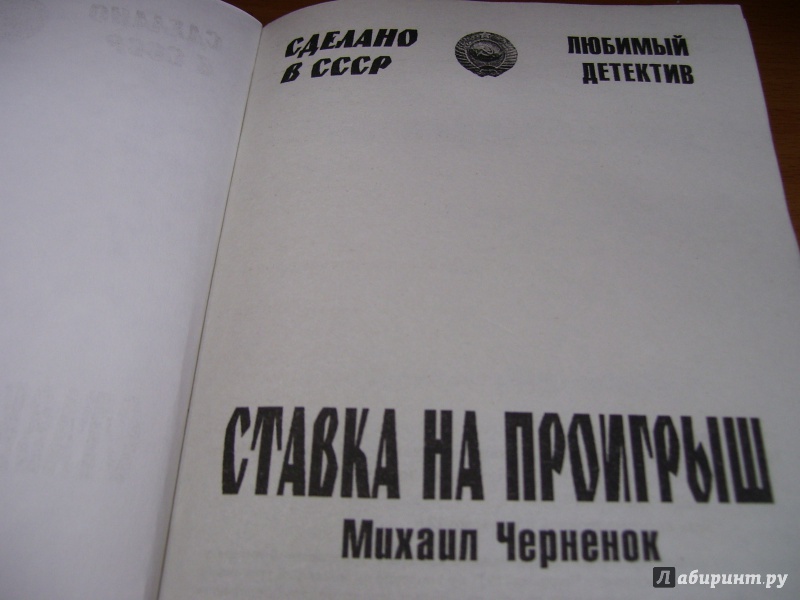 СДЕЛАНО
В СССР
ЛЮБИМЫЙ
ДЕТЕКТИВ
СТАВКА НА ПРОИГРЫШ
Михаил Черненок
Лабиринт.ру